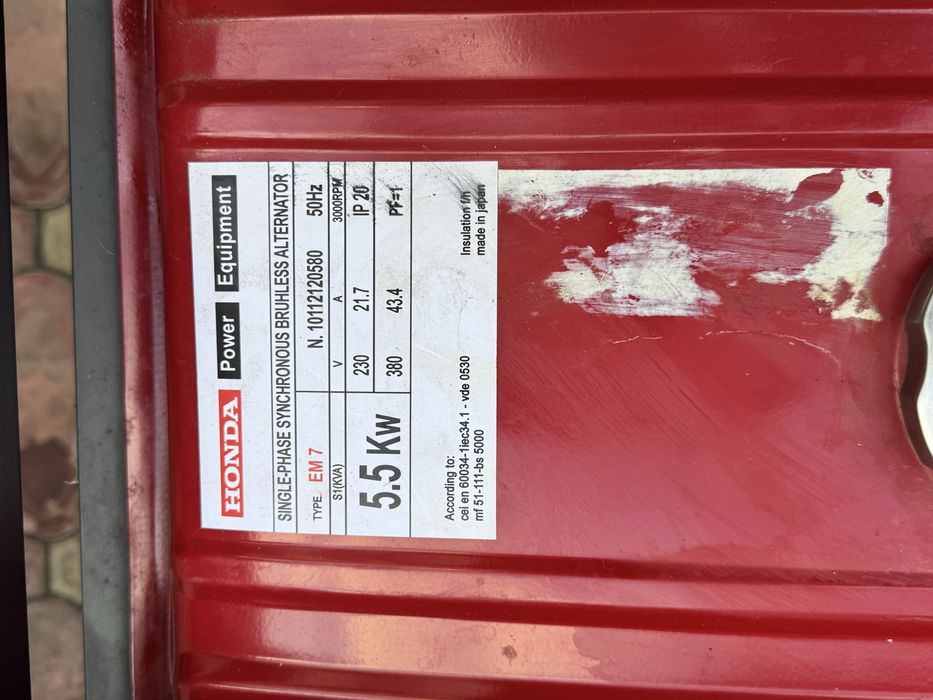 HONDA Power Equipment
SINGLE-PHASE SYNCHRONOUS BRUHLESS ALTERNATOR
TYPE. EM 7 N. 10112120580 50Hz
S1(KVA) V A 3000RPM
5.5 Kw 230 21.7 IP 20
380 43.4 PF=1
According to: Insulation f/h
cei en 60034-1iec34.1 - vde 0530 made in japan
mf 51-111-bs 5000